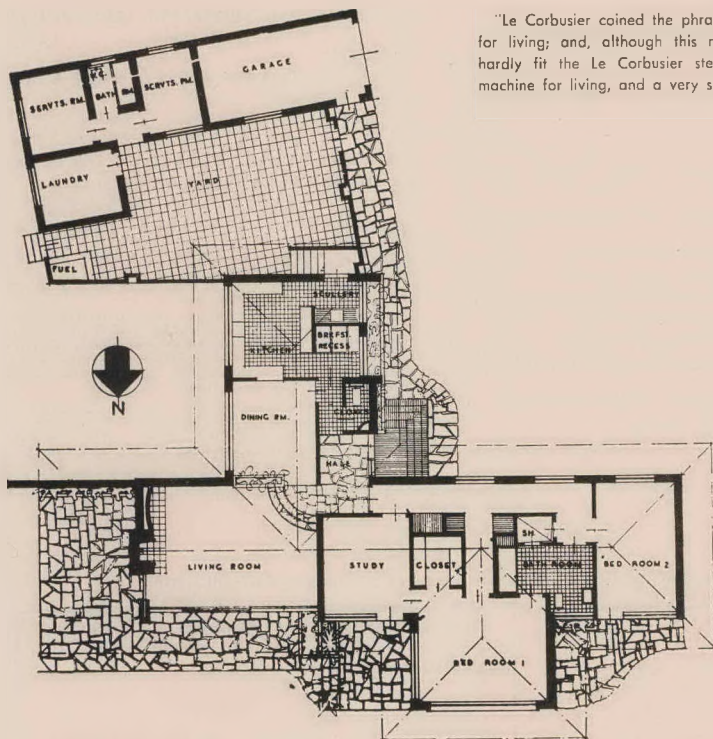 "Le Corbusier coined the phra
for living; and, although this r
hardly fit the Le Corbusier ste
machine for living, and a very s
GARAGE
SERVTS. RM.
BATH RM.
SERVTS. RM.
LAUNDRY
YARD
FUEL
SCULLERY
BRKFST.
RECESS
KITCHEN
N
DINING RM.
CLOAKS
HALL
LIVING ROOM
STUDY
CLOSET
SH.
BATH ROOM
BED ROOM 2
BED ROOM 1